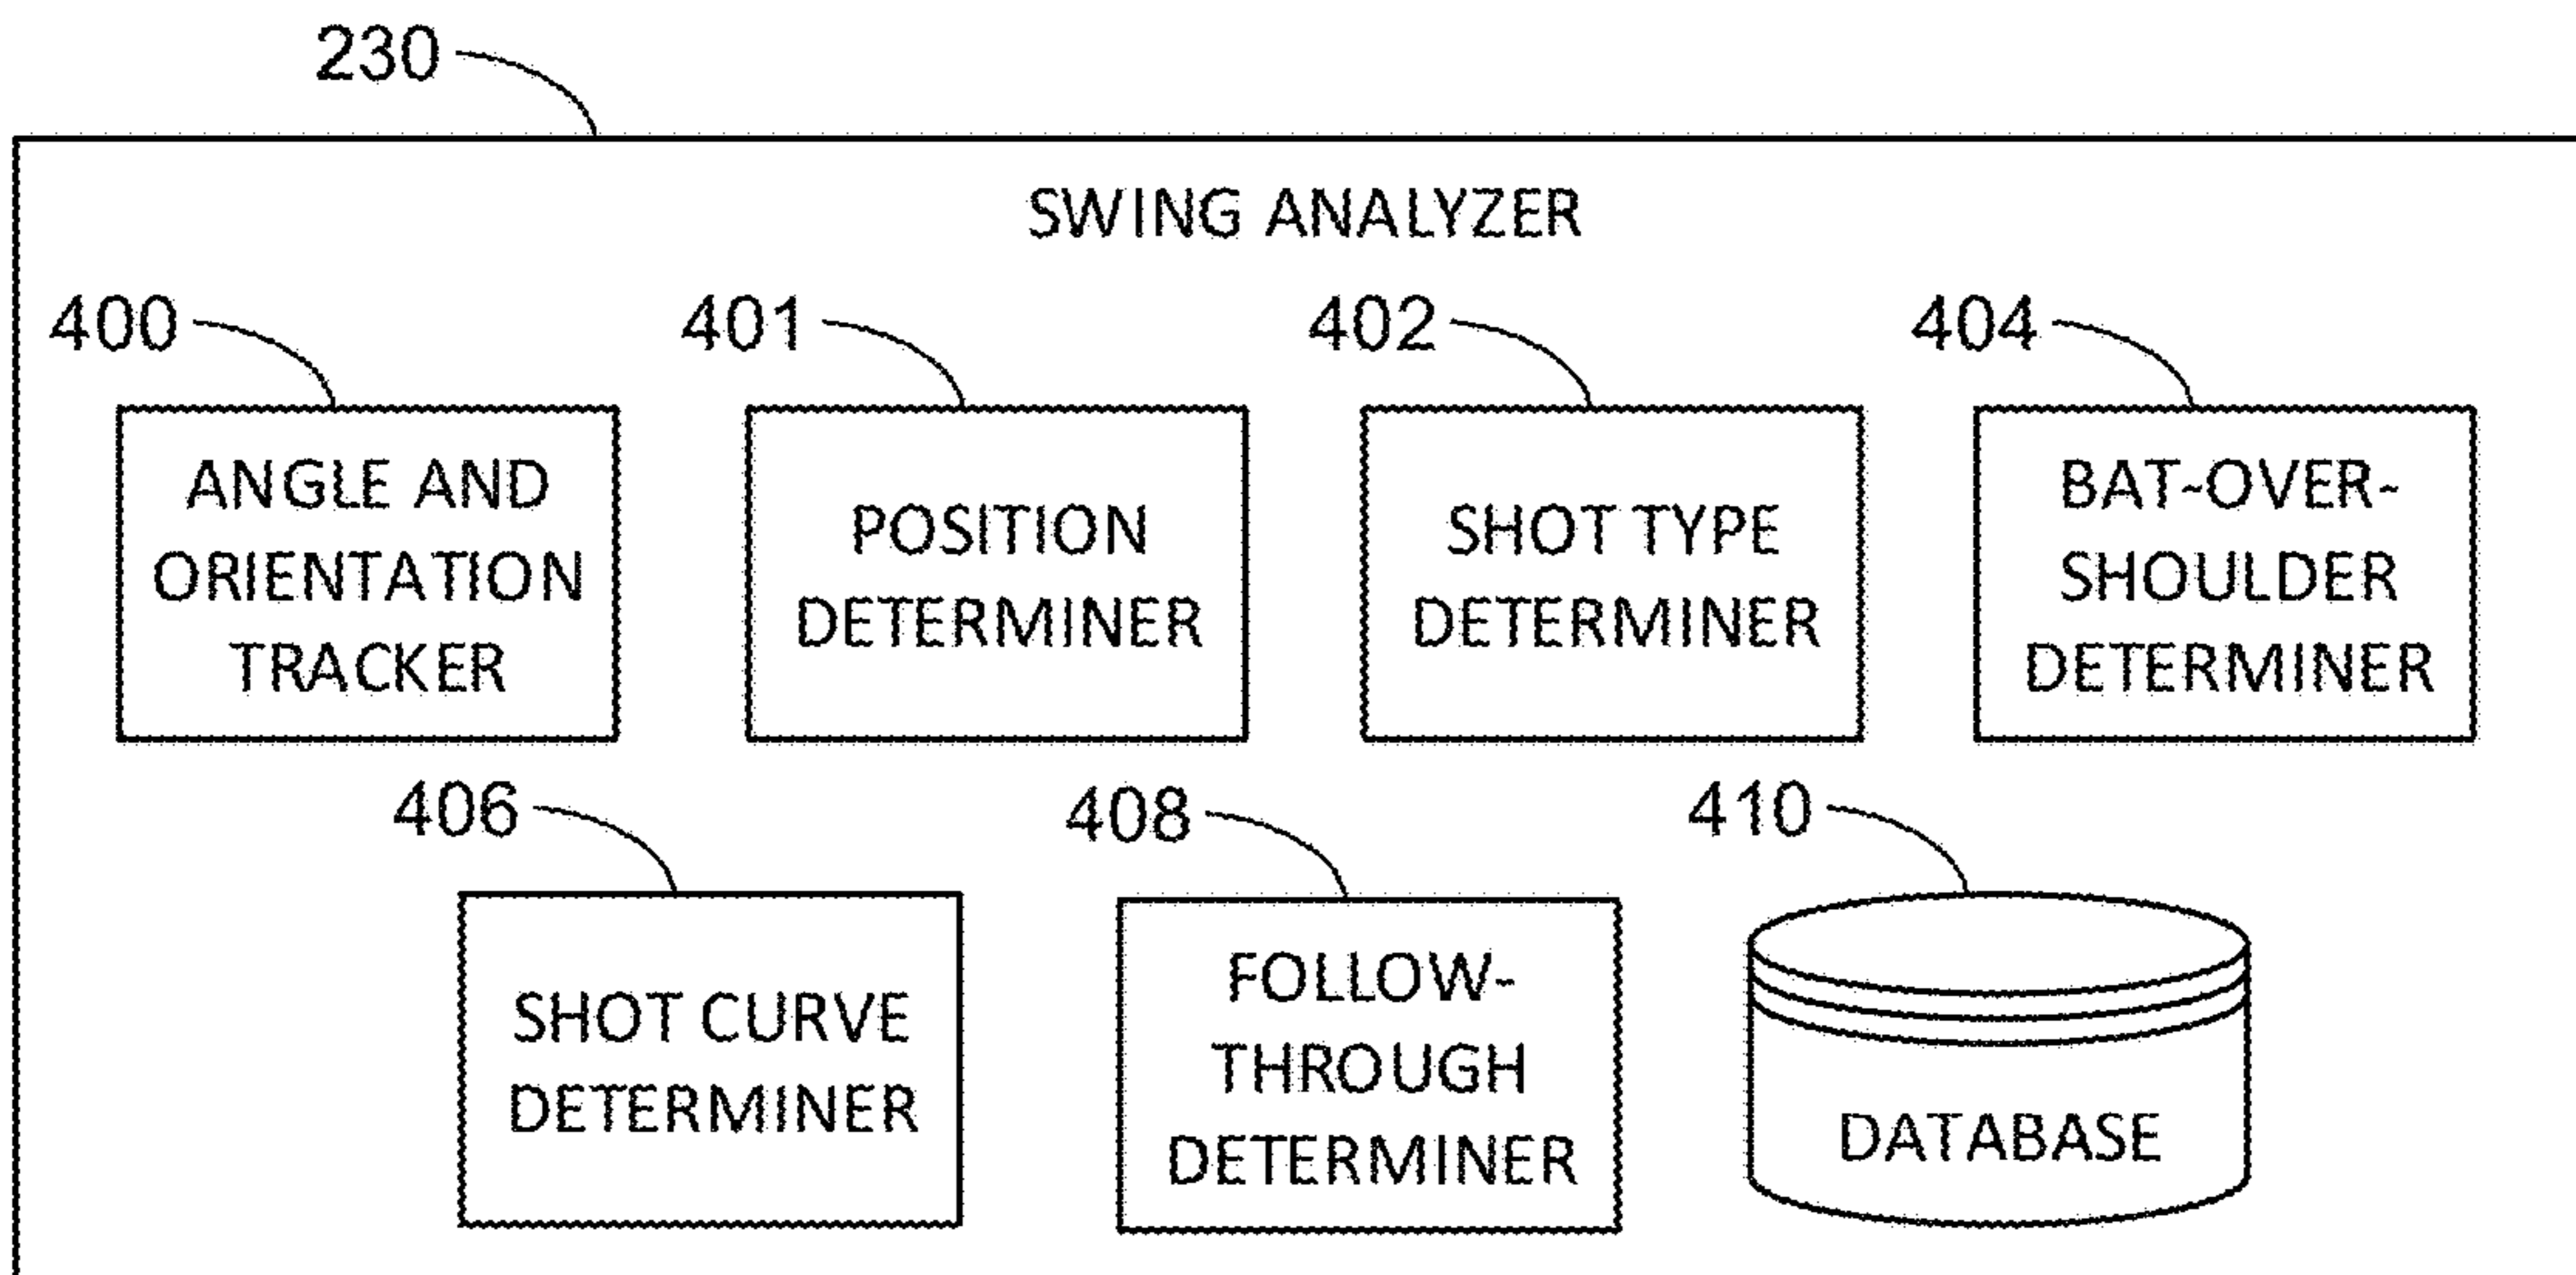 230
SWING ANALYZER
400
401
402
404
ANGLE AND
ORIENTATION
TRACKER
POSITION
DETERMINER
SHOT TYPE
DETERMINER
BAT-OVER-
SHOULDER
DETERMINER
406
408
410
SHOT CURVE
DETERMINER
FOLLOW-
THROUGH
DETERMINER
DATABASE